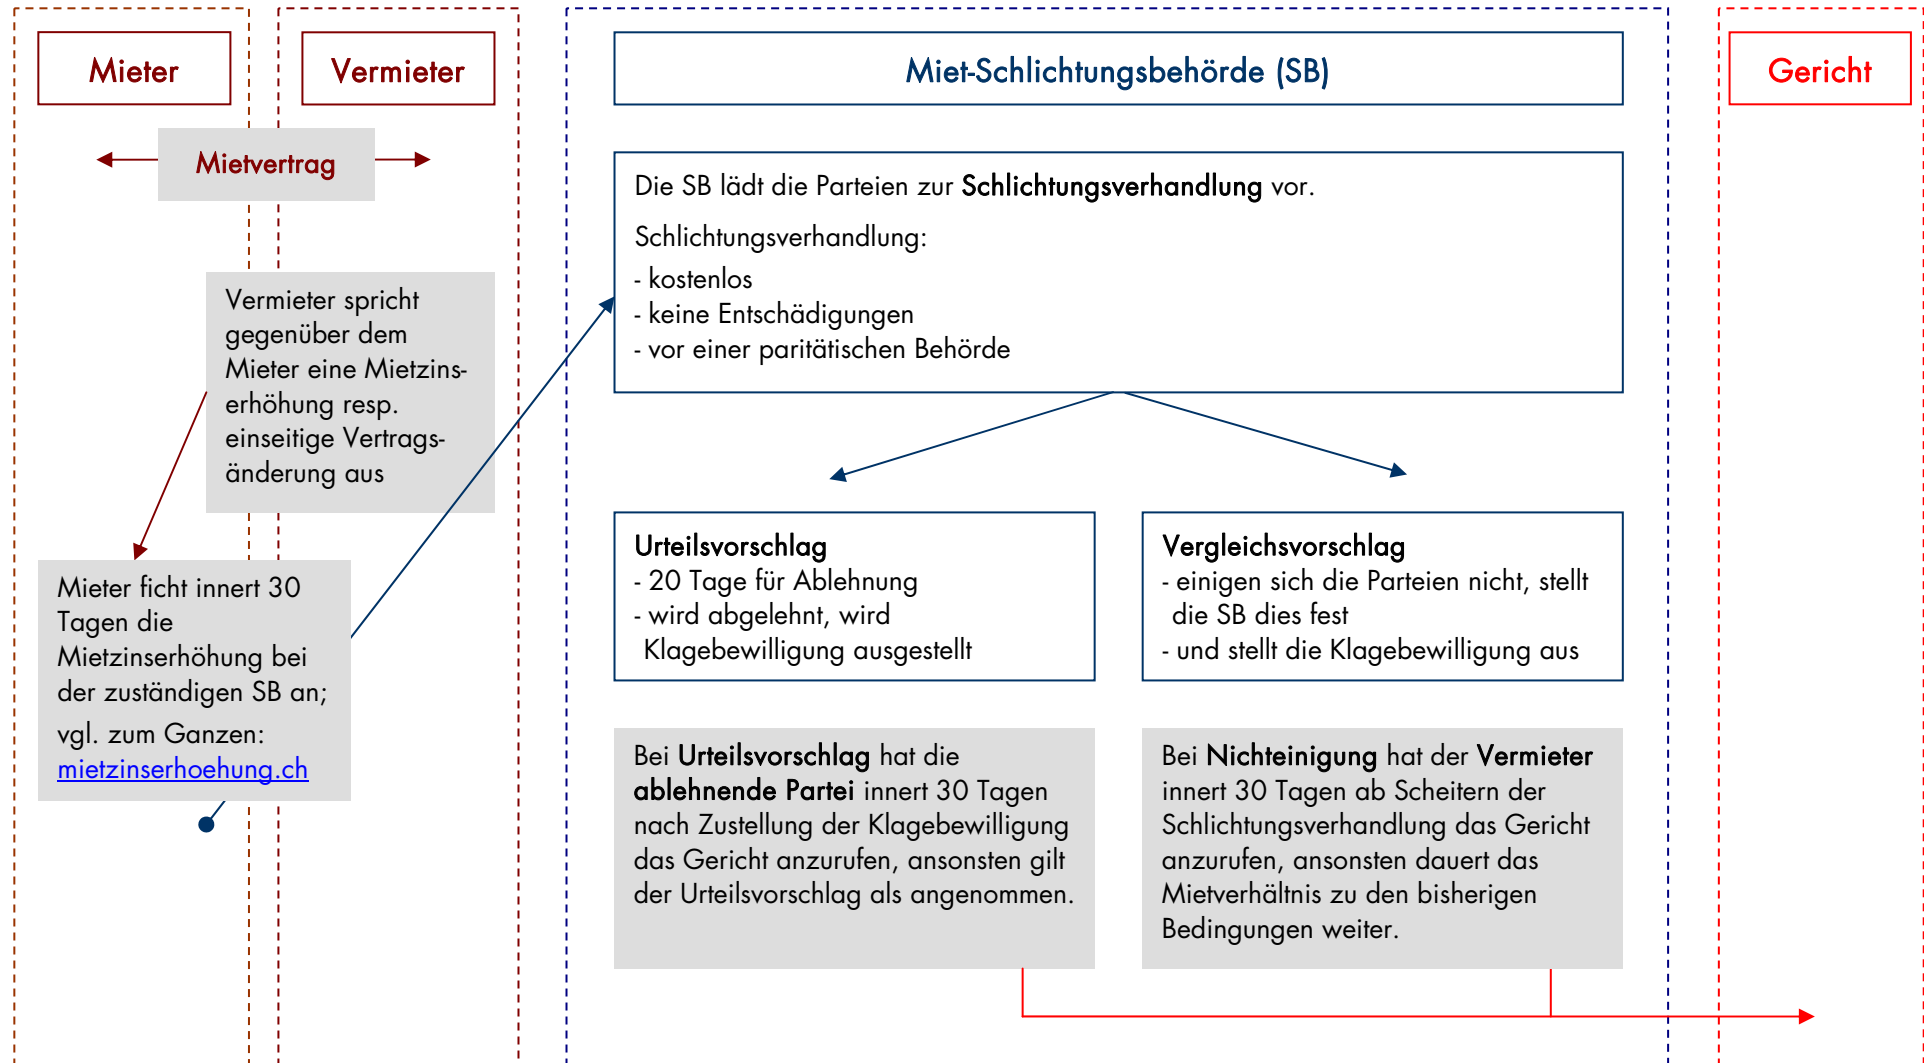 Mieter
Vermieter
Miet-Schlichtungsbehörde (SB)
Gericht
Mietvertrag
Vermieter spricht
gegenüber dem
Mieter eine Mietzins-
erhöhung resp.
einseitige Vertrags-
änderung aus
Mieter ficht innert 30
Tagen die
Mietzinserhöhung bei
der zuständigen SB an;
vgl. zum Ganzen:
mietzinserhoehung.ch
Die SB lädt die Parteien zur Schlichtungsverhandlung vor.
Schlichtungsverhandlung:
- kostenlos
- keine Entschädigungen
- vor einer paritätischen Behörde
Urteilsvorschlag
- 20 Tage für Ablehnung
- wird abgelehnt, wird
Klagebewilligung ausgestellt
Vergleichsvorschlag
- einigen sich die Parteien nicht, stellt
die SB dies fest
- und stellt die Klagebewilligung aus
Bei Urteilsvorschlag hat die
ablehnende Partei innert 30 Tagen
nach Zustellung der Klagebewilligung
das Gericht anzurufen, ansonsten gilt
der Urteilsvorschlag als angenommen.
Bei Nichteinigung hat der Vermieter
innert 30 Tagen ab Scheitern der
Schlichtungsverhandlung das Gericht
anzurufen, ansonsten dauert das
Mietverhältnis zu den bisherigen
Bedingungen weiter.